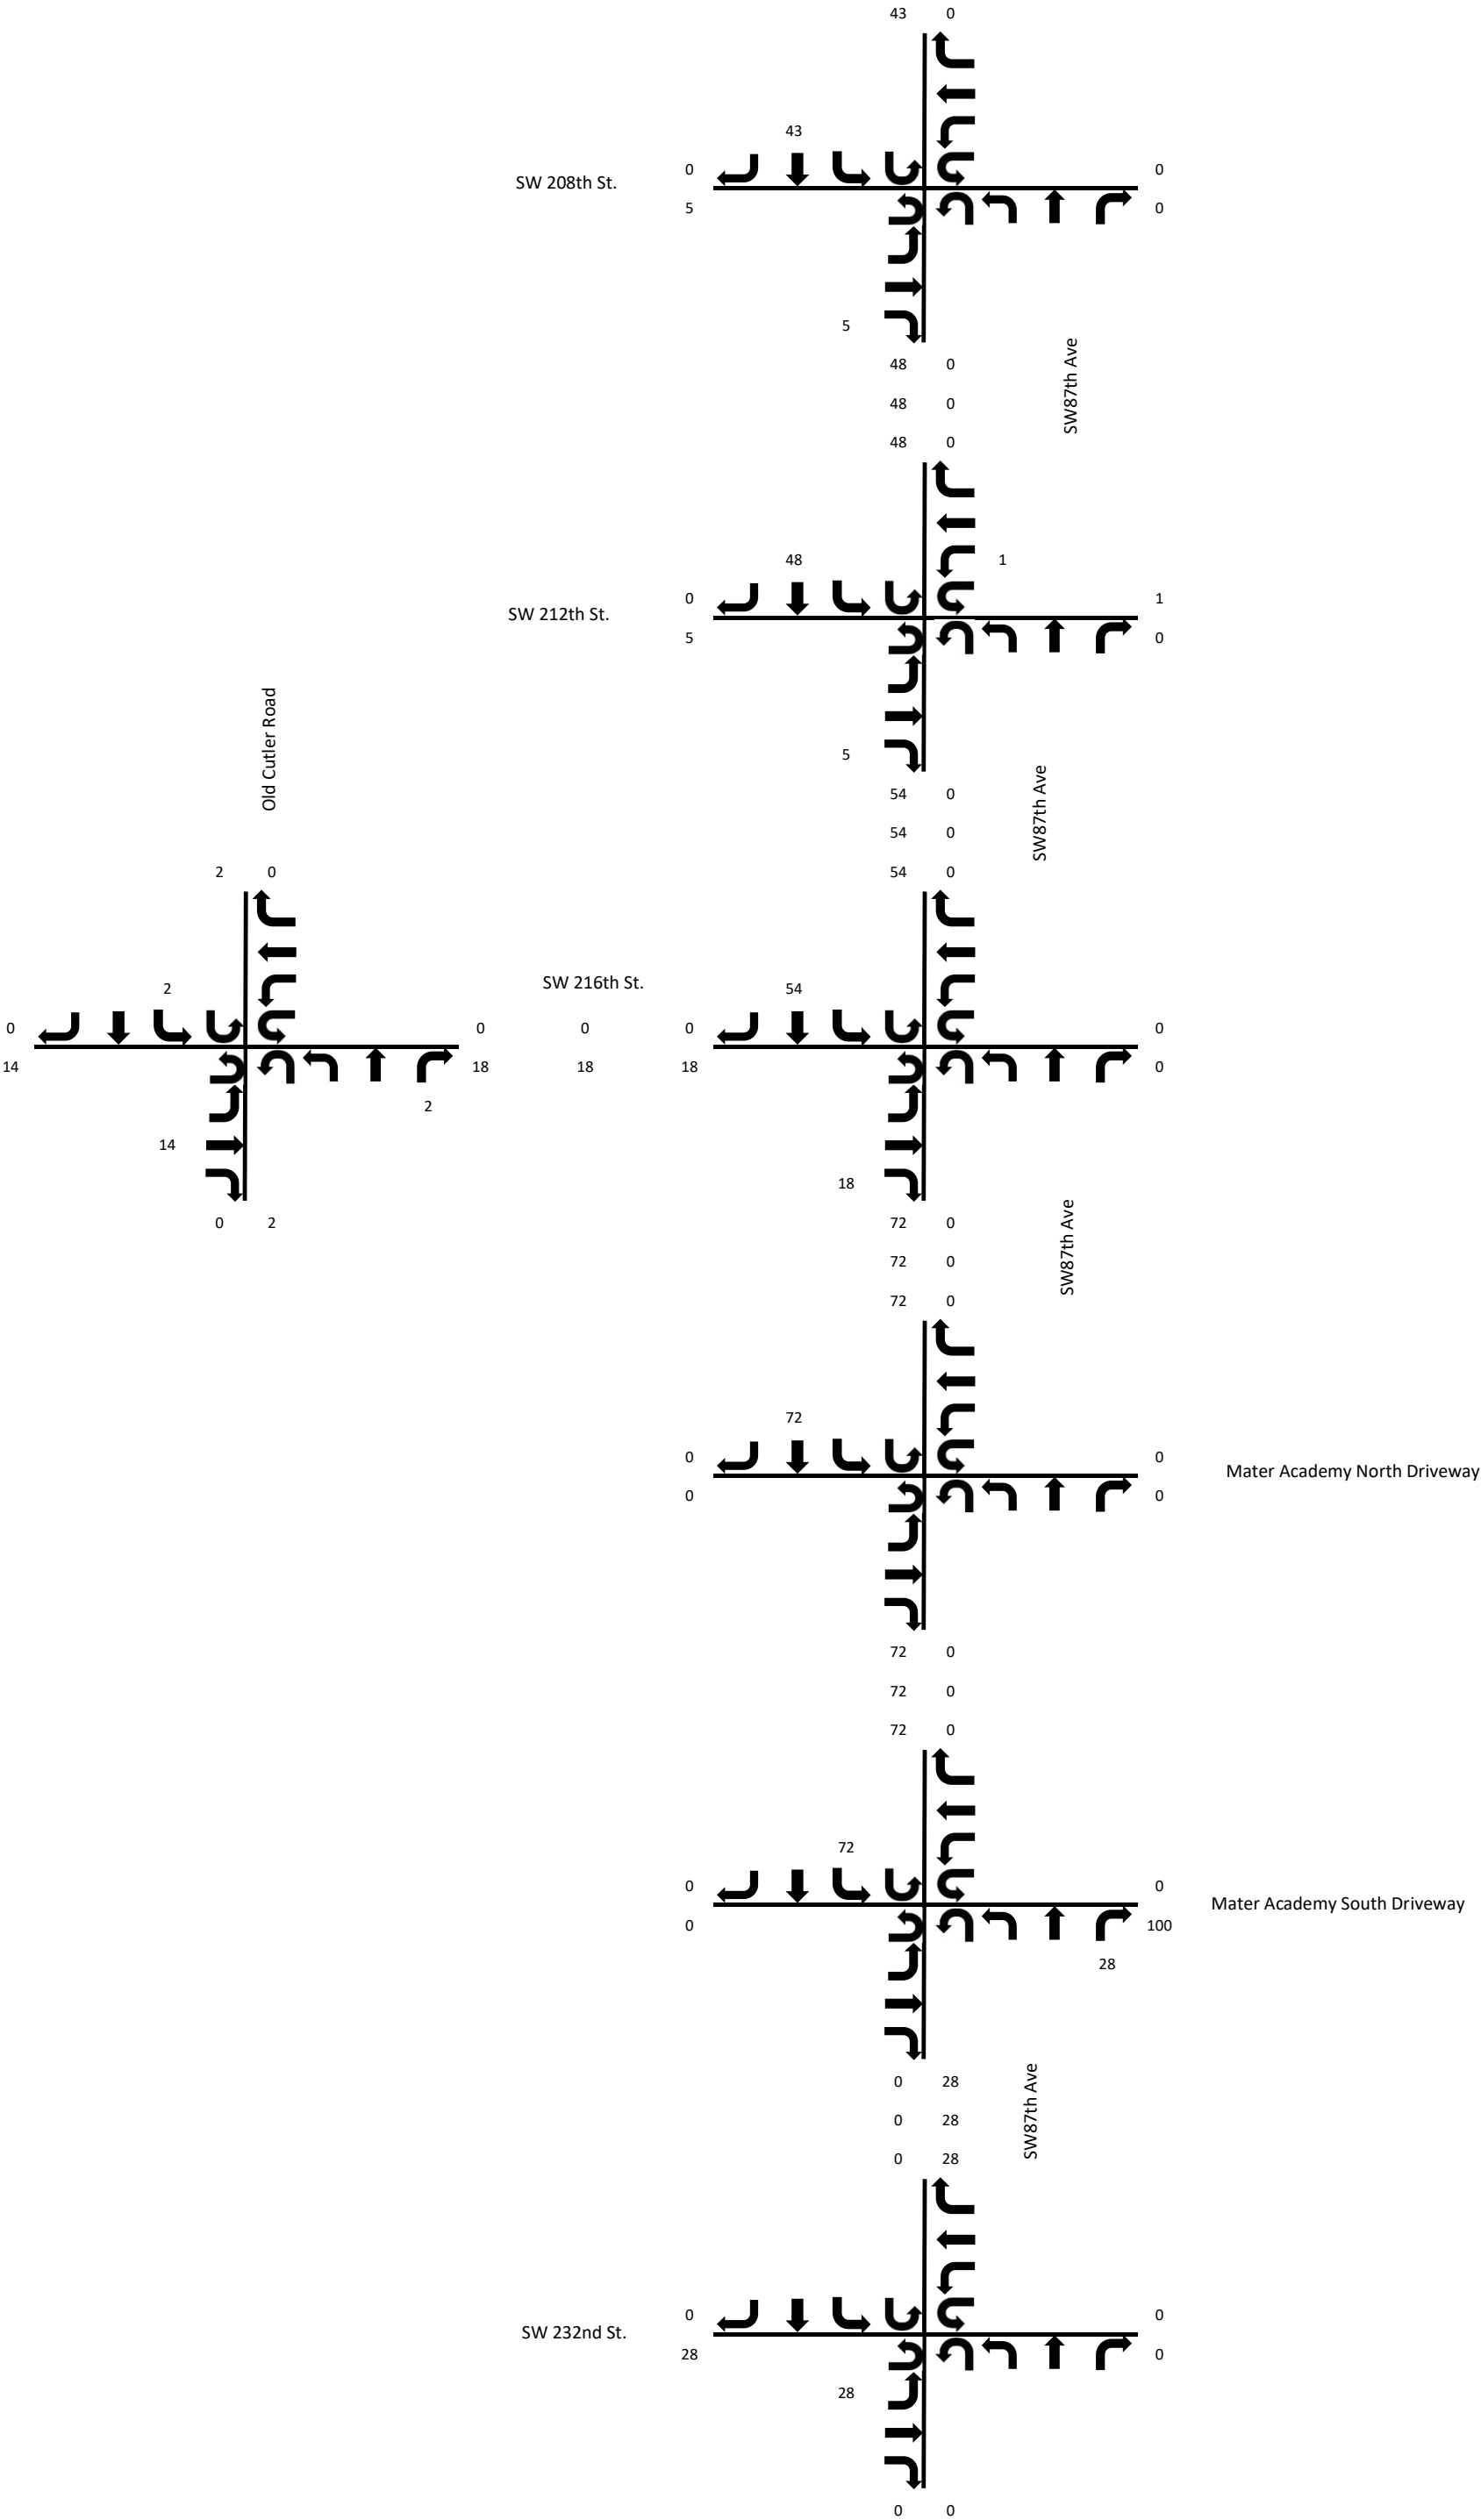 43 0
43
SW 208th St.
0 0
5 0
5
48 0
SW87th Ave
48 0
48 0
48 1
SW 212th St.
0 1
5 0
Old Cutler Road
5
54 0
SW87th Ave
54 0
2 0 54 0
2 SW 216th St. 54
0 0 0 0 0
14 18 18 18 0
2
14
18
0 2 72 0
SW87th Ave
72 0
72 0
72
0 0
Mater Academy North Driveway
0 0
72 0
72 0
72 0
72
0 0
Mater Academy South Driveway
0 100
28
0 28
SW87th Ave
0 28
0 28
0 0
SW 232nd St.
28 0
28
0 0